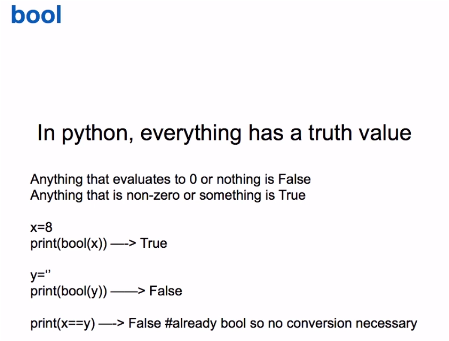 bool
In python, everything has a truth value
Anything that evaluates to 0 or nothing is False
Anything that is non-zero or something is True
x=8
print(bool(x)) —-> True
y=‘’
print(bool(y)) ——> False
print(x==y) —-> False #already bool so no conversion necessary